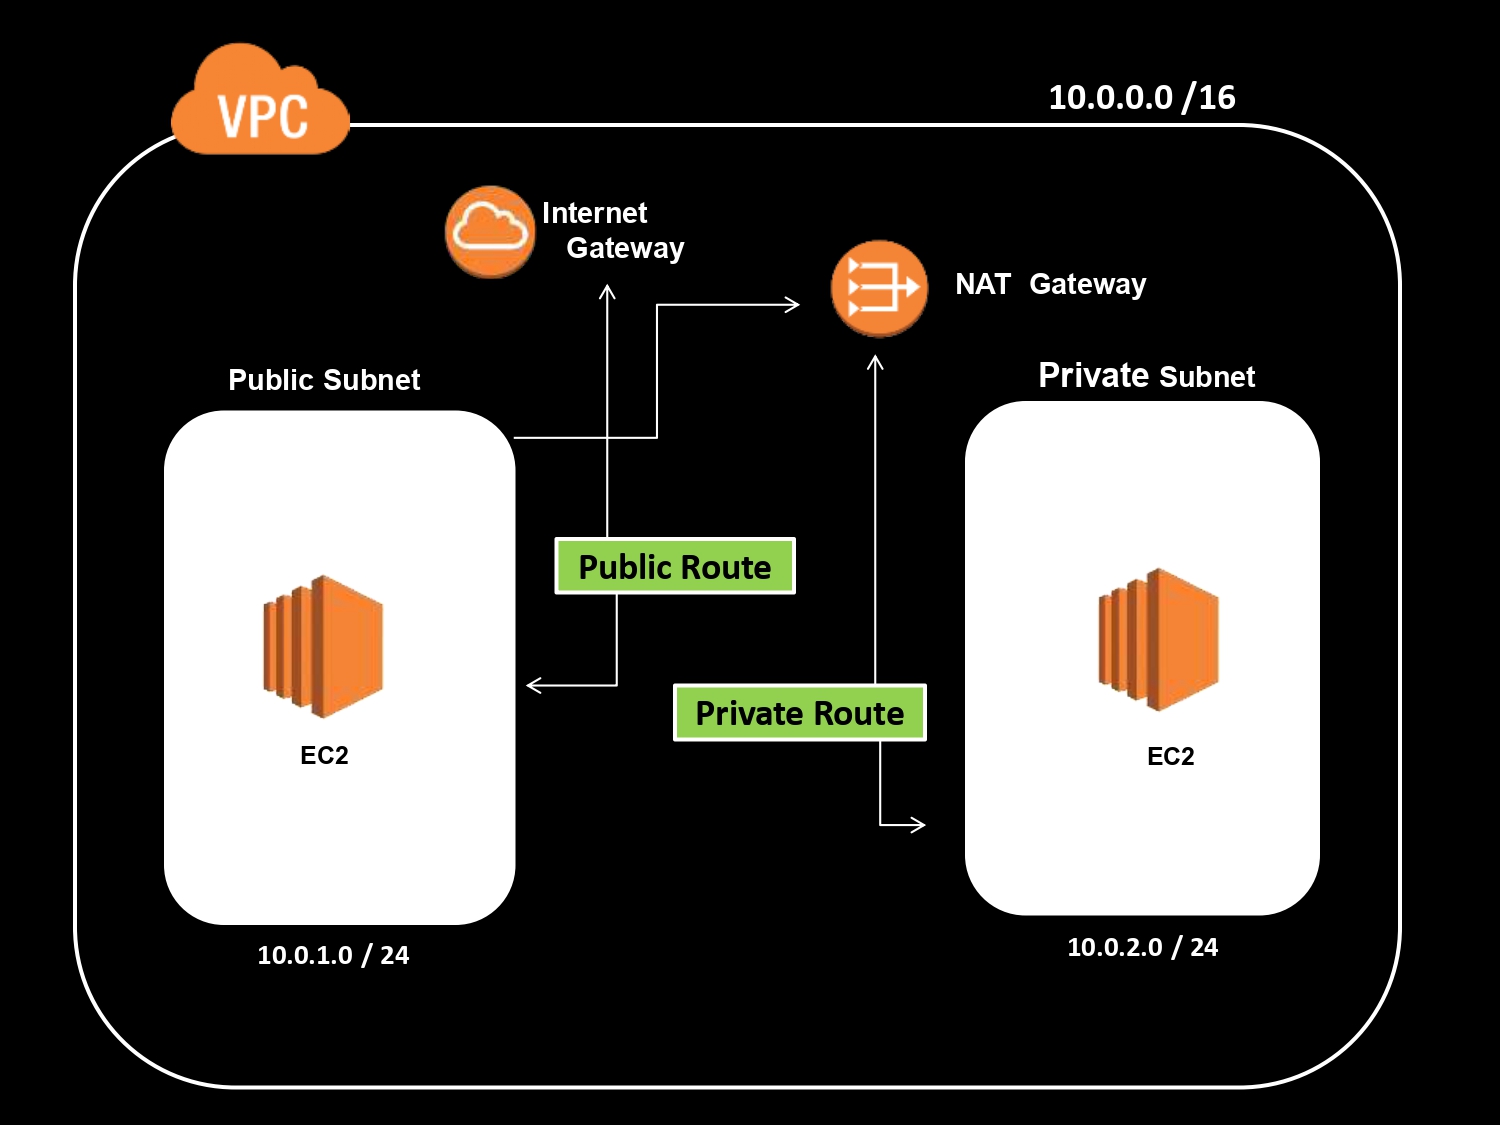 VPC
10.0.0.0 /16
Internet
Gateway
NAT Gateway
Public Subnet
Private Subnet
Public Route
Private Route
EC2
EC2
10.0.1.0 / 24
10.0.2.0 / 24